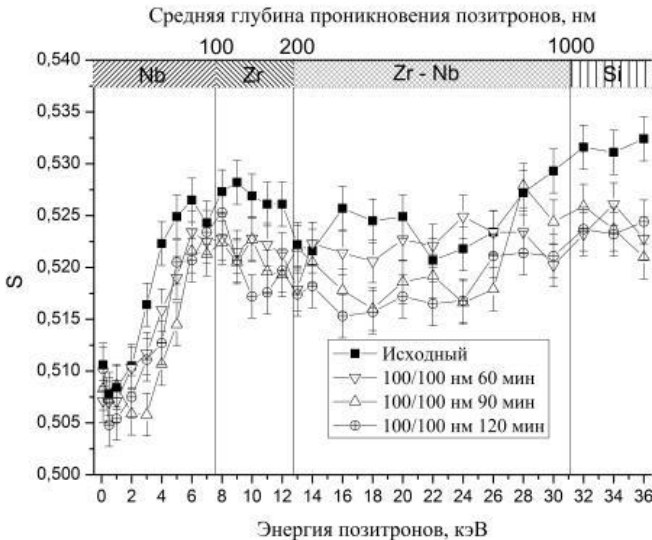 Средняя глубина проникновения позитронов, нм
100 200 1000
0,540
Nb Zr Zr - Nb Si
0,535
0,530
0,525
0,520
S
0,515
0,510
0,505
0,500
Исходный
100/100 нм 60 мин
100/100 нм 90 мин
100/100 нм 120 мин
0 2 4 6 8 10 12 14 16 18 20 22 24 26 28 30 32 34 36
Энергия позитронов, кэВ